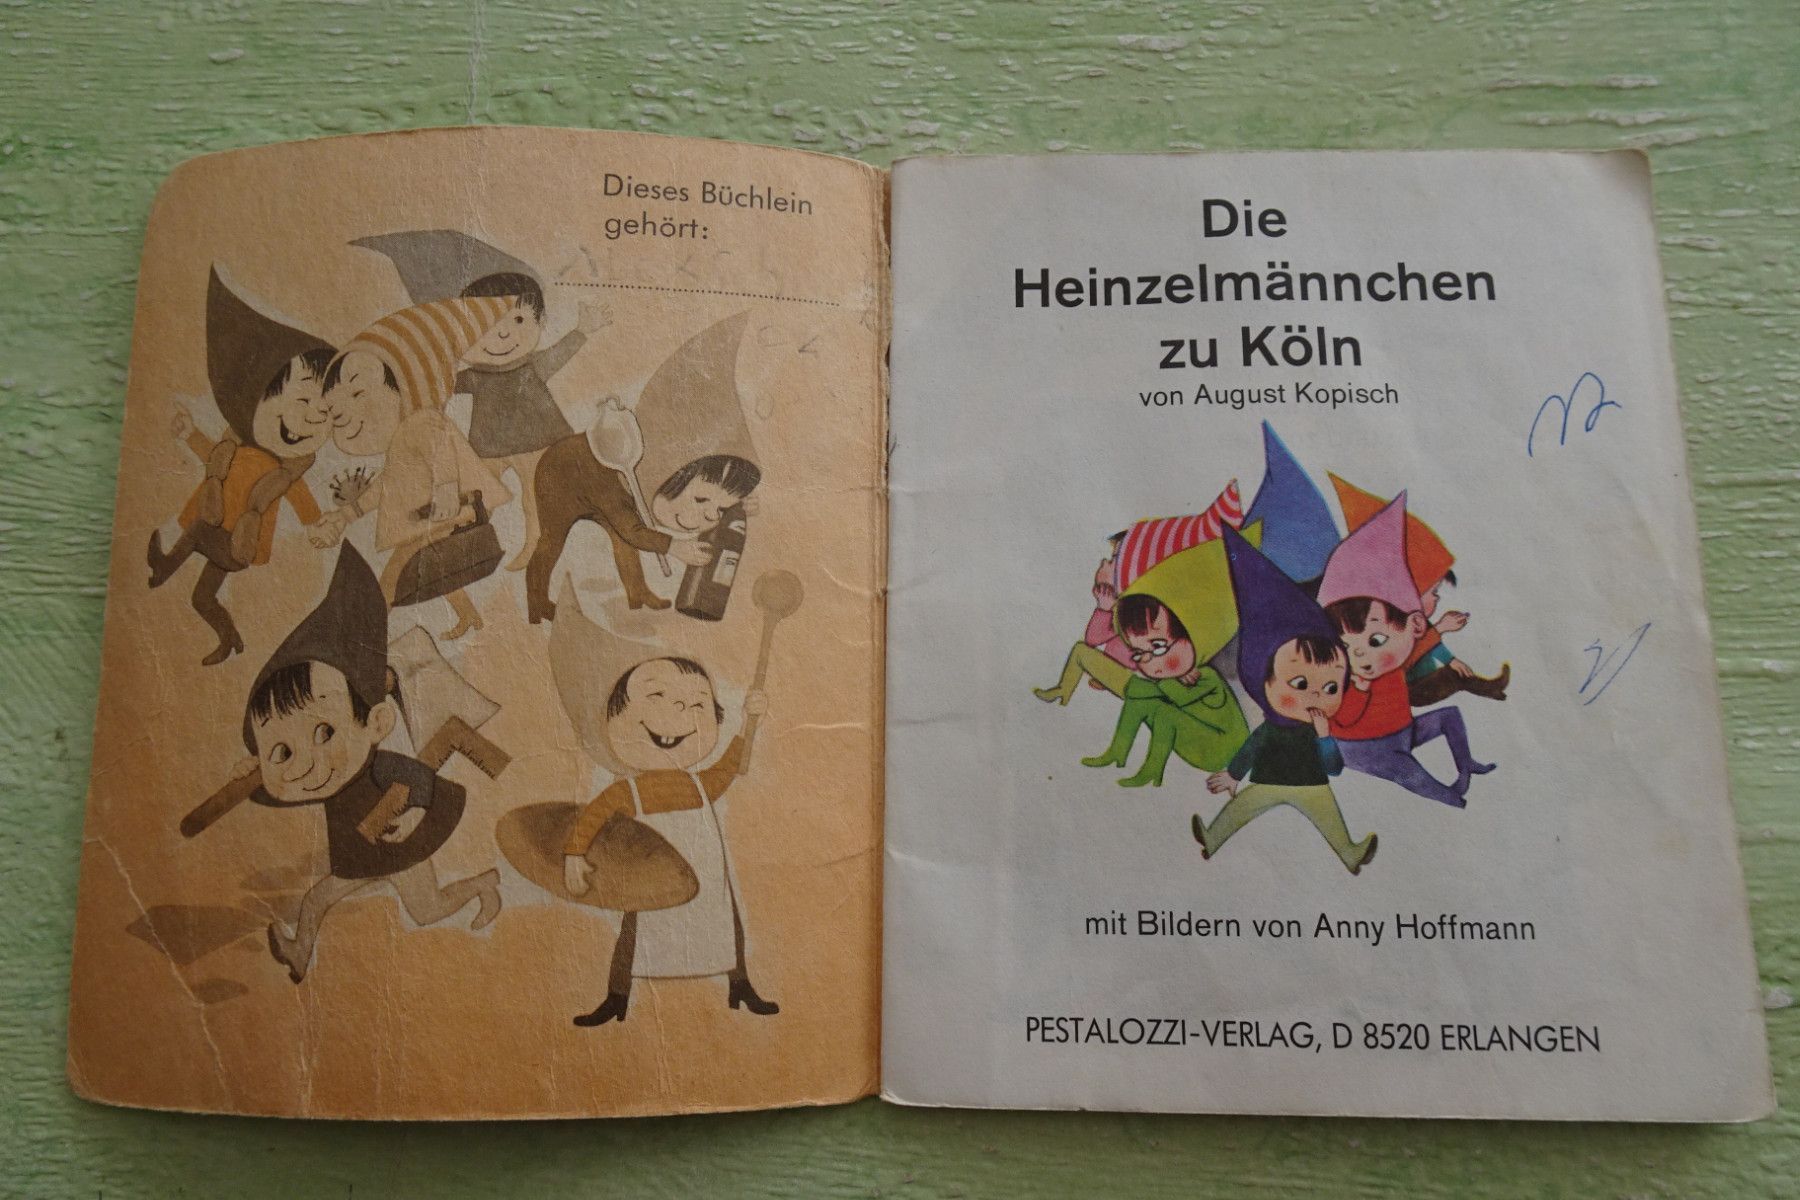 Dieses Büchlein
gehört:
Die
Heinzelmännchen
zu Köln
von August Kopisch
mit Bildern von Anny Hoffmann
PESTALOZZI-VERLAG, D 8520 ERLANGEN